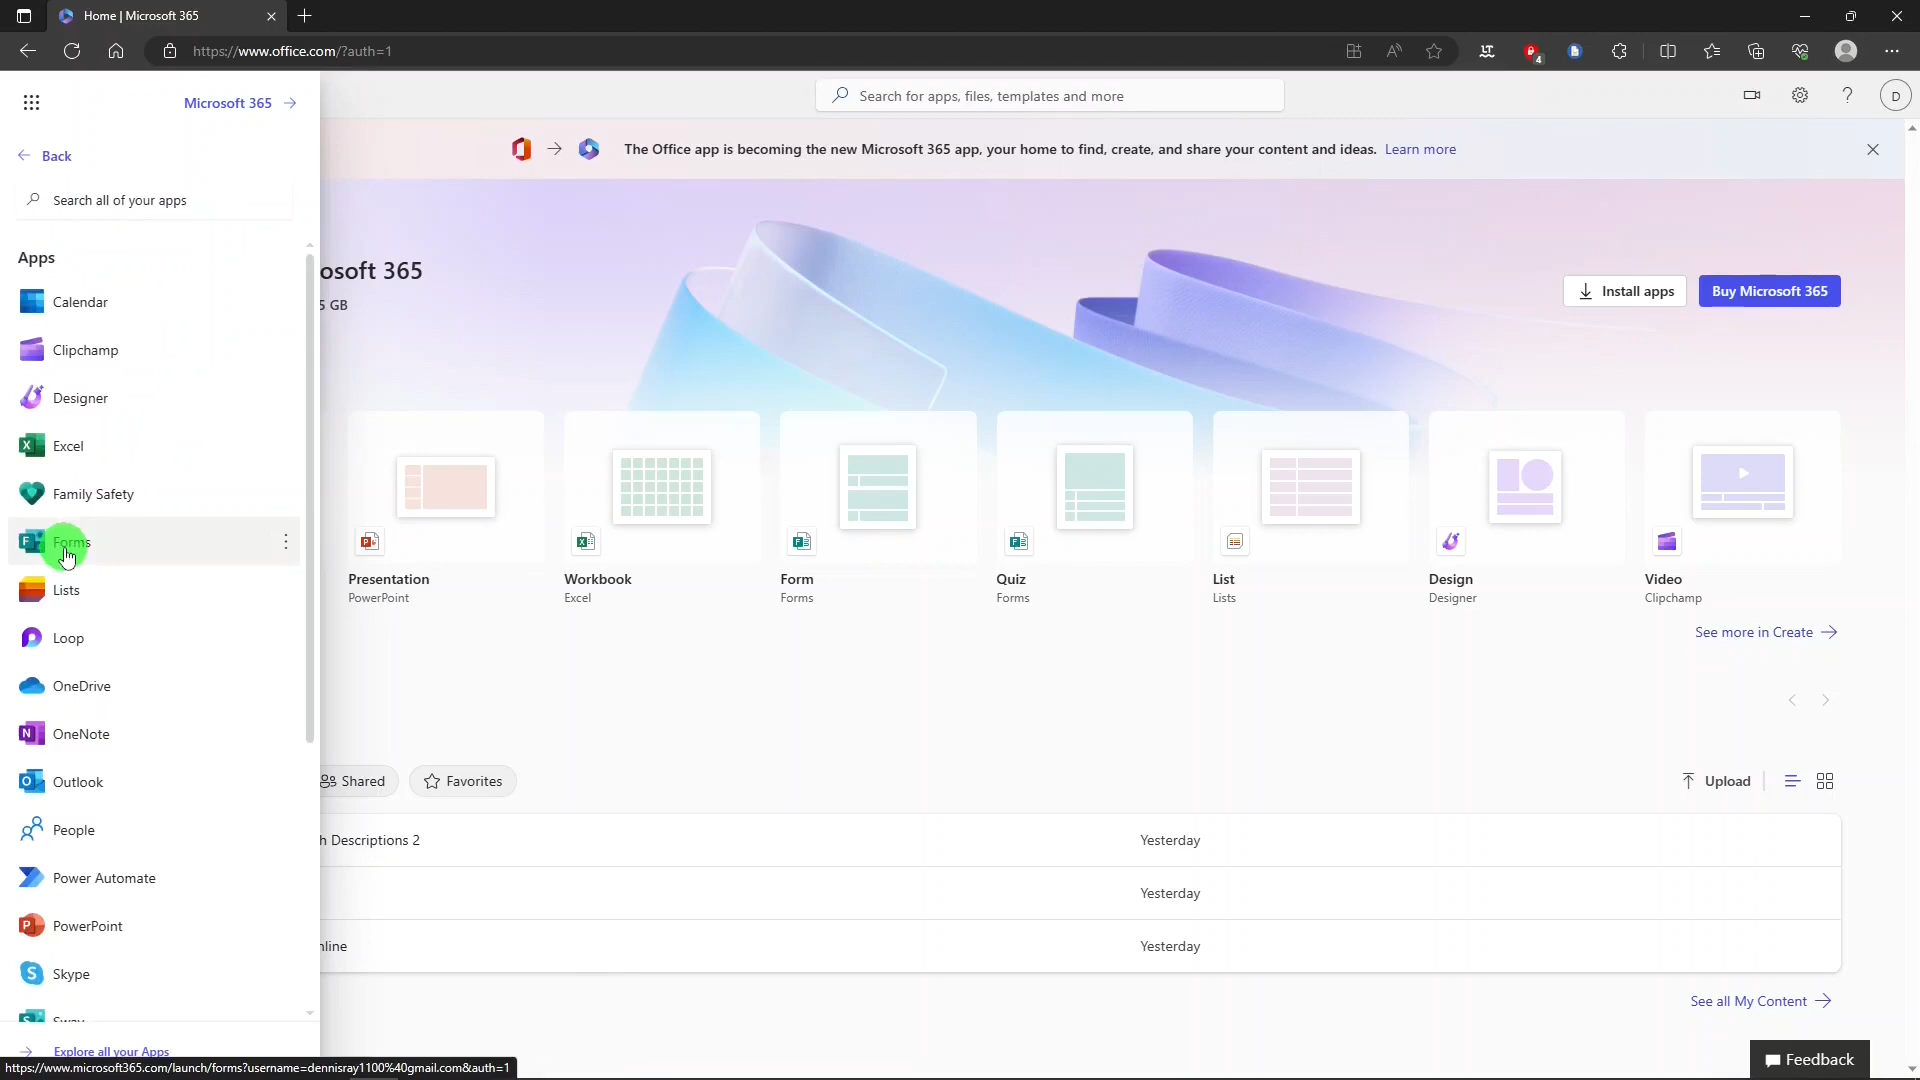 Home | Microsoft 365
https://www.office.com/?auth=1
4
Microsoft 365
Search for apps, files, templates and more
D
Back
The Office app is becoming the new Microsoft 365 app, your home to find, create, and share your content and ideas. Learn more
Search all of your apps
Apps
osoft 365
5 GB
Install apps
Buy Microsoft 365
Calendar
Clipchamp
Designer
Excel
Family Safety
Forms
Lists
Loop
OneDrive
OneNote
Outlook
People
Power Automate
PowerPoint
Skype
Sway
Explore all your Apps
Presentation
PowerPoint
Workbook
Excel
Form
Forms
Quiz
Forms
List
Lists
Design
Designer
Video
Clipchamp
See more in Create
Shared
Favorites
Upload
h Descriptions 2
Yesterday
Yesterday
nline
Yesterday
See all My Content
Feedback
https://www.microsoft365.com/launch/forms?username=dennisray1100%40gmail.com&auth=1